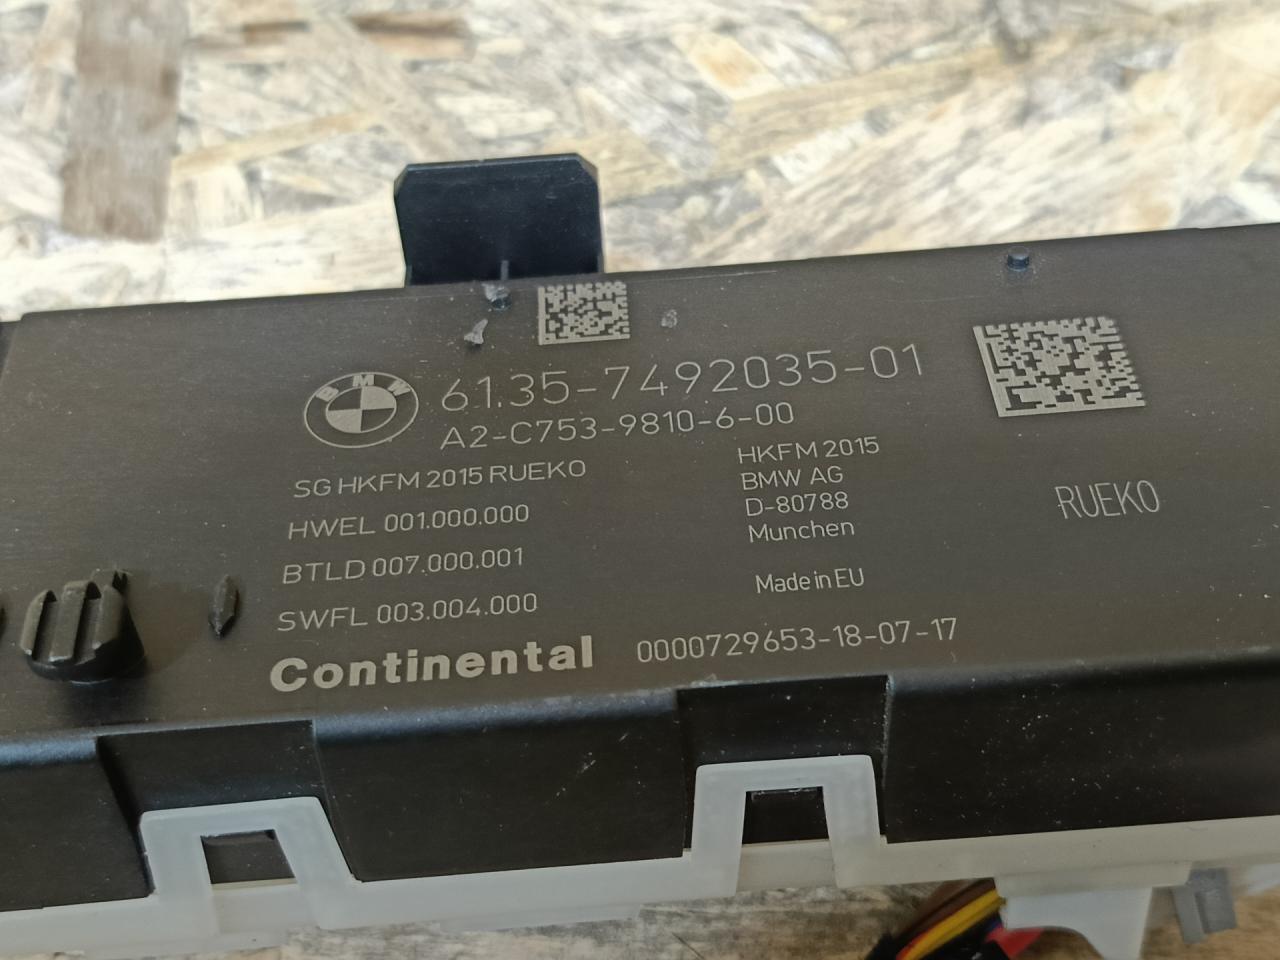 BMW
61.35-7492035-01
A2-C753-9810-6-00
SG HKFM 2015 RUEKO
HWEL 001.000.000
BTLD 007.000.001
SWFL 003.004.000
HKFM 2015
BMW AG
D-80788
Munchen
Made in EU
RUEKO
Continental 0000729653-18-07-17